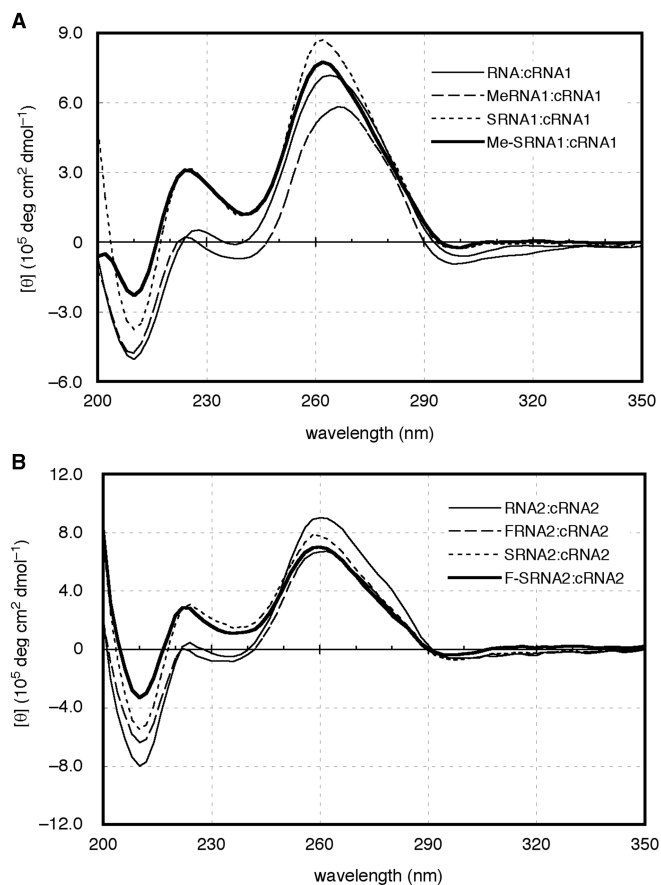 A
9.0
6.0
3.0
0
−3.0
−6.0
[θ] (10⁵ deg cm² dmol⁻¹)
RNA:cRNA1
MeRNA1:cRNA1
SRNA1:cRNA1
Me-SRNA1:cRNA1
200 230 260 290 320 350
wavelength (nm)
B
12.0
8.0
4.0
0
−4.0
−8.0
−12.0
[θ] (10⁵ deg cm² dmol⁻¹)
RNA2:cRNA2
FRNA2:cRNA2
SRNA2:cRNA2
F-SRNA2:cRNA2
200 230 260 290 320 350
wavelength (nm)